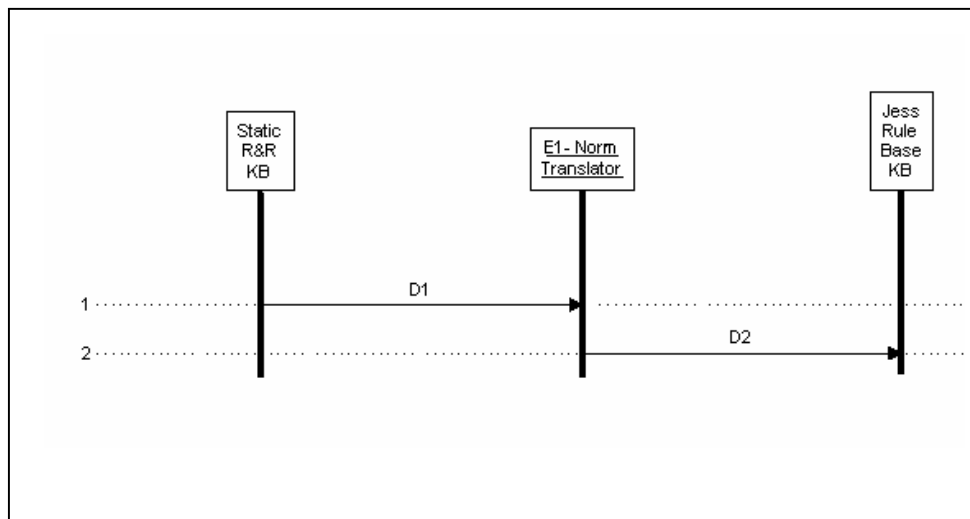 Static
R&R
KB
E1- Norm
Translator
Jess
Rule
Base
KB
1
D1
2
D2